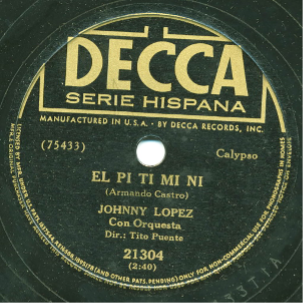 DECCA
SERIE HISPANA
MANUFACTURED IN U.S.A. • BY DECCA RECORDS, INC.
(75433)
Calypso
EL PI TI MI NI
(Armando Castro)
JOHNNY LOPEZ
Con Orquesta
Dir.: Tito Puente
21304
(2:40)